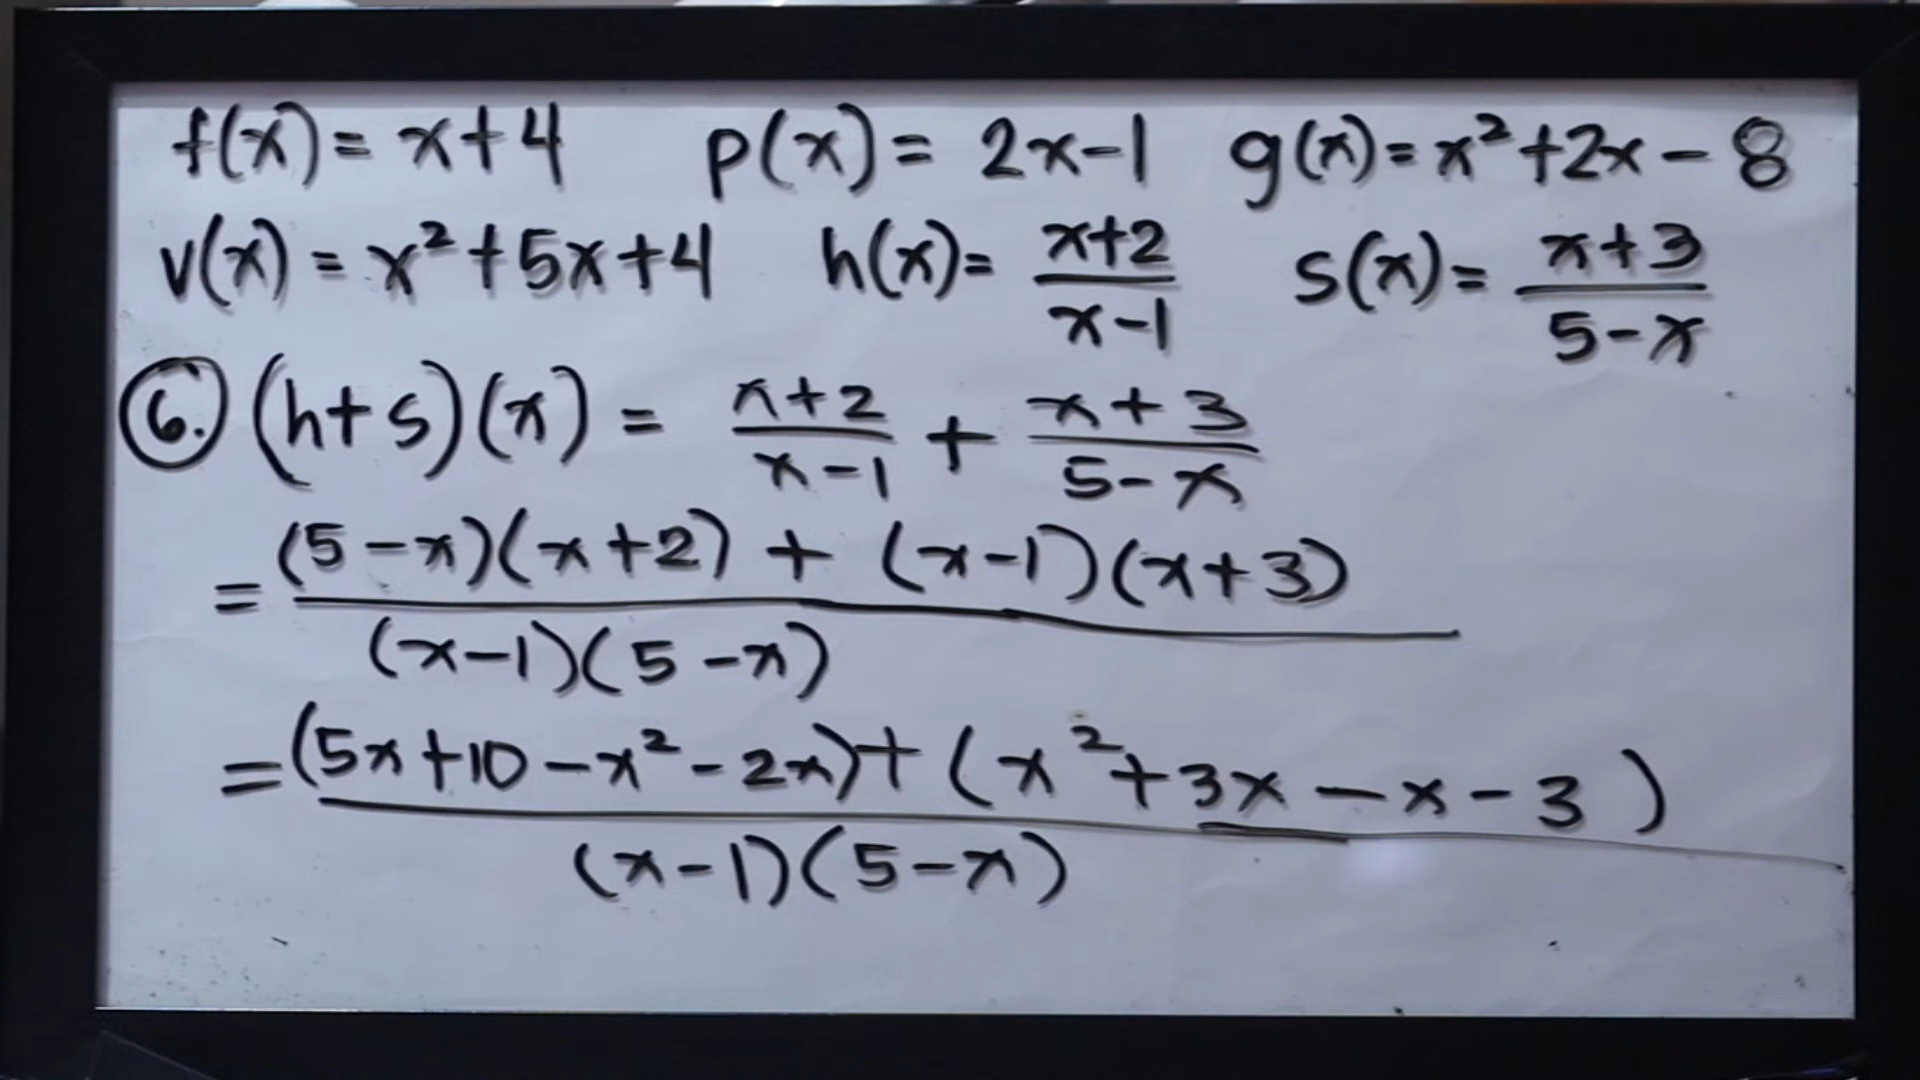 f(x) = x+4 p(x) = 2x-1 g(x) = x²+2x-8
v(x) = x²+5x+4 h(x) = (x+2)/(x-1) s(x) = (x+3)/(5-x)
6. (h+s)(x) = (x+2)/(x-1) + (x+3)/(5-x)
= (5-x)(x+2) + (x-1)(x+3)
(x-1)(5-x)
= (5x+10-x²-2x) + (x²+3x-x-3)
(x-1)(5-x)